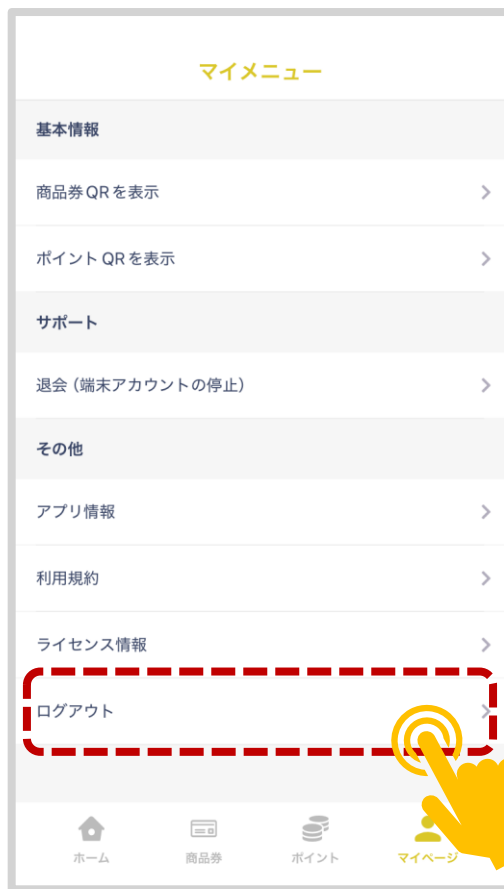 マイメニュー
基本情報
商品券QRを表示
ポイントQRを表示
サポート
退会（端末アカウントの停止）
その他
アプリ情報
利用規約
ライセンス情報
ログアウト
ホーム 商品券 ポイント マイページ